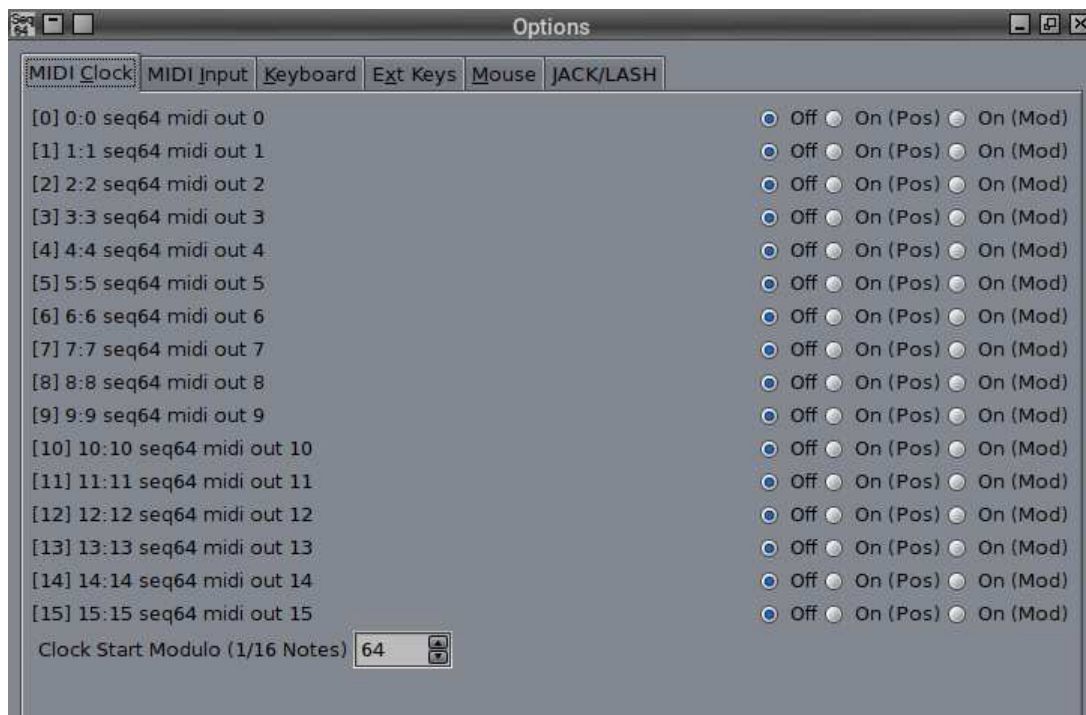 Seq 64 Options
MIDI Clock MIDI Input Keyboard Ext Keys Mouse JACK/LASH
[0] 0:0 seq64 midi out 0 Off On (Pos) On (Mod)
[1] 1:1 seq64 midi out 1 Off On (Pos) On (Mod)
[2] 2:2 seq64 midi out 2 Off On (Pos) On (Mod)
[3] 3:3 seq64 midi out 3 Off On (Pos) On (Mod)
[4] 4:4 seq64 midi out 4 Off On (Pos) On (Mod)
[5] 5:5 seq64 midi out 5 Off On (Pos) On (Mod)
[6] 6:6 seq64 midi out 6 Off On (Pos) On (Mod)
[7] 7:7 seq64 midi out 7 Off On (Pos) On (Mod)
[8] 8:8 seq64 midi out 8 Off On (Pos) On (Mod)
[9] 9:9 seq64 midi out 9 Off On (Pos) On (Mod)
[10] 10:10 seq64 midi out 10 Off On (Pos) On (Mod)
[11] 11:11 seq64 midi out 11 Off On (Pos) On (Mod)
[12] 12:12 seq64 midi out 12 Off On (Pos) On (Mod)
[13] 13:13 seq64 midi out 13 Off On (Pos) On (Mod)
[14] 14:14 seq64 midi out 14 Off On (Pos) On (Mod)
[15] 15:15 seq64 midi out 15 Off On (Pos) On (Mod)
Clock Start Modulo (1/16 Notes) 64